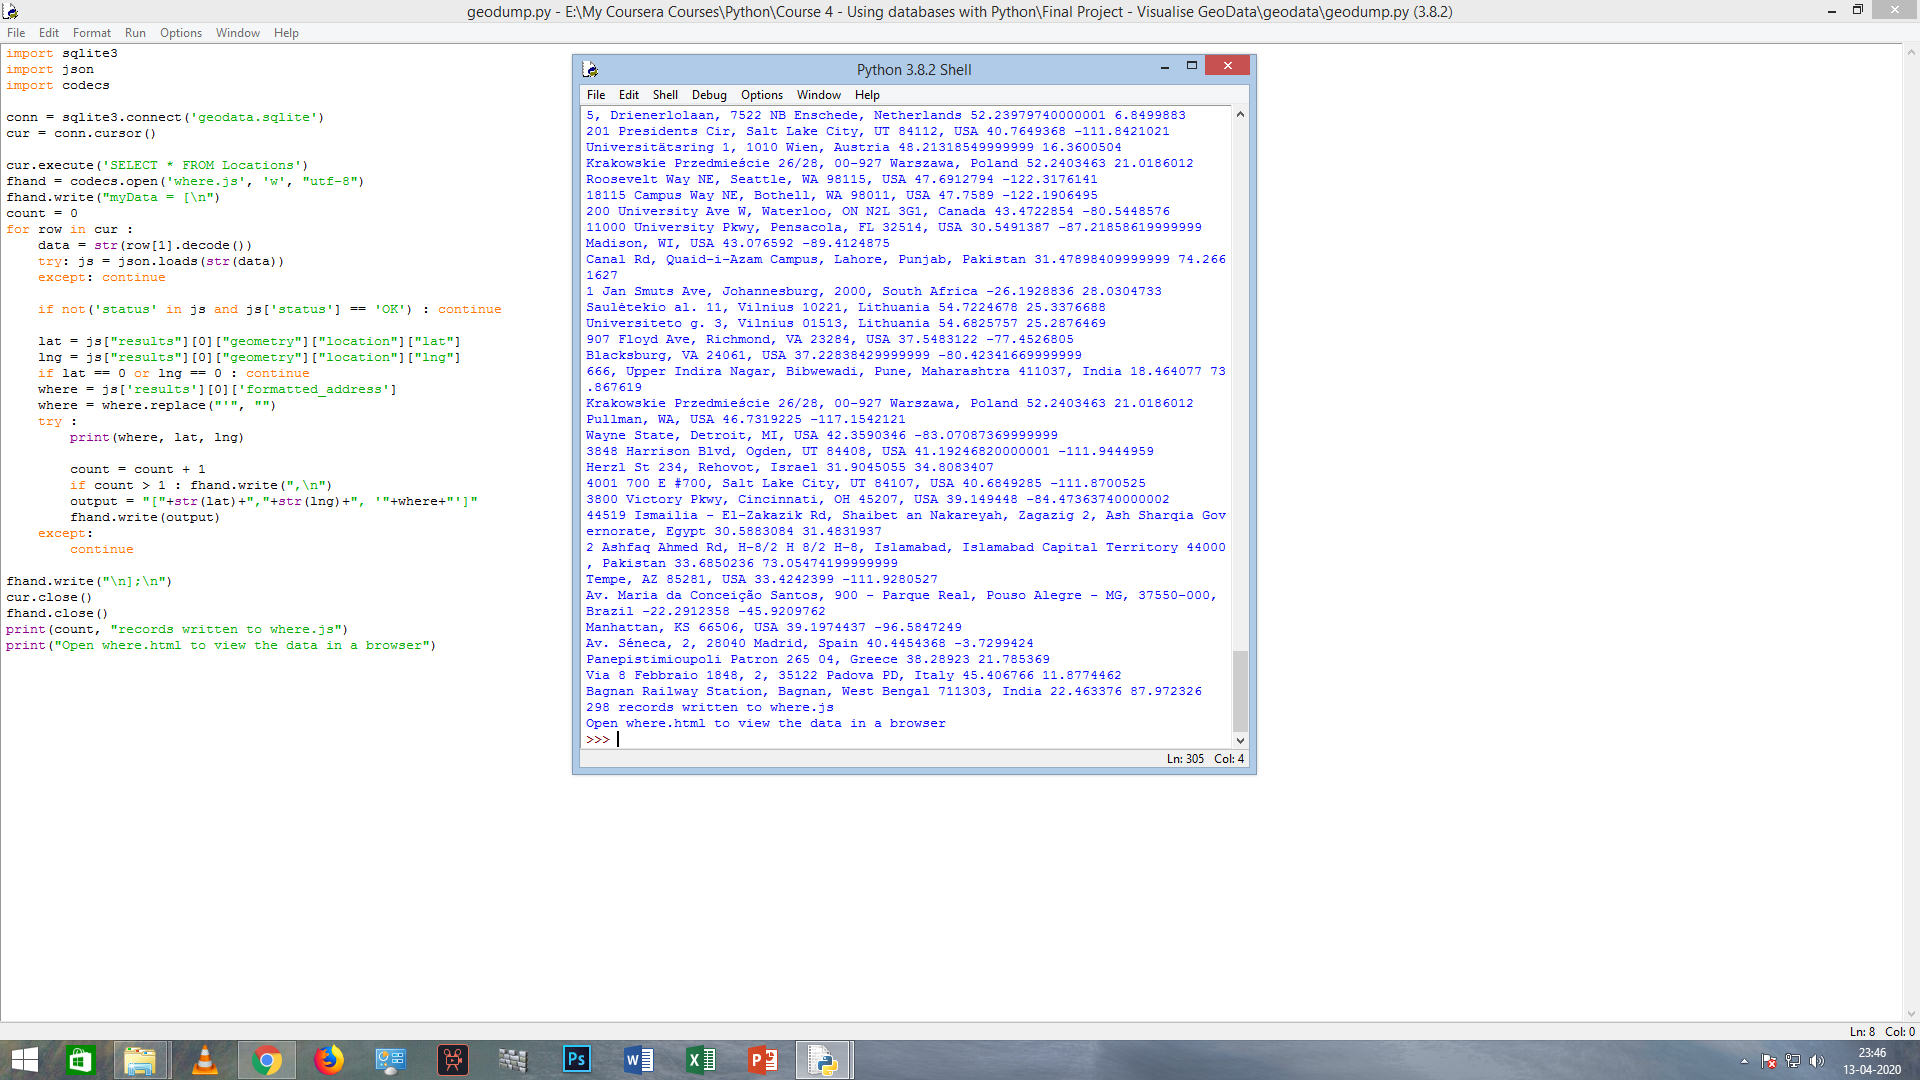 geodump.py - E:\My Coursera Courses\Python\Course 4 - Using databases with Python\Final Project - Visualise GeoData\geodata\geodump.py (3.8.2)
File Edit Format Run Options Window Help
import sqlite3
import json
import codecs
conn = sqlite3.connect('geodata.sqlite')
cur = conn.cursor()
cur.execute('SELECT * FROM Locations')
fhand = codecs.open('where.js', 'w', "utf-8")
fhand.write("myData = [\n")
count = 0
for row in cur :
    data = str(row[1].decode())
    try: js = json.loads(str(data))
    except: continue
    if not('status' in js and js['status'] == 'OK') : continue
    lat = js["results"][0]["geometry"]["location"]["lat"]
    lng = js["results"][0]["geometry"]["location"]["lng"]
    if lat == 0 or lng == 0 : continue
    where = js['results'][0]['formatted_address']
    where = where.replace("'", "")
    try :
        print(where, lat, lng)
        count = count + 1
        if count > 1 : fhand.write(",\n")
        output = "["+str(lat)+","+str(lng)+", '"+where+"']"
        fhand.write(output)
    except:
        continue
fhand.write("\n];\n")
cur.close()
fhand.close()
print(count, "records written to where.js")
print("Open where.html to view the data in a browser")
Python 3.8.2 Shell
File Edit Shell Debug Options Window Help
5, Drienerlolaan, 7522 NB Enschede, Netherlands 52.23979740000001 6.8499883
201 Presidents Cir, Salt Lake City, UT 84112, USA 40.7649368 -111.8421021
Universitätsring 1, 1010 Wien, Austria 48.21318549999999 16.3600504
Krakowskie Przedmieście 26/28, 00-927 Warszawa, Poland 52.2403463 21.0186012
Roosevelt Way NE, Seattle, WA 98115, USA 47.6912794 -122.3176141
18115 Campus Way NE, Bothell, WA 98011, USA 47.7589 -122.1906495
200 University Ave W, Waterloo, ON N2L 3G1, Canada 43.4722854 -80.5448576
11000 University Pkwy, Pensacola, FL 32514, USA 30.5491387 -87.21858619999999
Madison, WI, USA 43.076592 -89.4124875
Canal Rd, Quaid-i-Azam Campus, Lahore, Punjab, Pakistan 31.47898409999999 74.266
1627
1 Jan Smuts Ave, Johannesburg, 2000, South Africa -26.1928836 28.0304733
Saulėtekio al. 11, Vilnius 10221, Lithuania 54.7224678 25.3376688
Universiteto g. 3, Vilnius 01513, Lithuania 54.6825757 25.2876469
907 Floyd Ave, Richmond, VA 23284, USA 37.5483122 -77.4526805
Blacksburg, VA 24061, USA 37.22838429999999 -80.42341669999999
666, Upper Indira Nagar, Bibwewadi, Pune, Maharashtra 411037, India 18.464077 73
.867619
Krakowskie Przedmieście 26/28, 00-927 Warszawa, Poland 52.2403463 21.0186012
Pullman, WA, USA 46.7319225 -117.1542121
Wayne State, Detroit, MI, USA 42.3590346 -83.07087369999999
3848 Harrison Blvd, Ogden, UT 84408, USA 41.19246820000001 -111.9444959
Herzl St 234, Rehovot, Israel 31.9045055 34.8083407
4001 700 E #700, Salt Lake City, UT 84107, USA 40.6849285 -111.8700525
3800 Victory Pkwy, Cincinnati, OH 45207, USA 39.149448 -84.47363740000002
44519 Ismailia - El-Zakazik Rd, Shaibet an Nakareyah, Zagazig 2, Ash Sharqia Gov
ernorate, Egypt 30.5883084 31.4831937
2 Ashfaq Ahmed Rd, H-8/2 H 8/2 H-8, Islamabad, Islamabad Capital Territory 44000
, Pakistan 33.6850236 73.05474199999999
Tempe, AZ 85281, USA 33.4242399 -111.9280527
Av. Maria da Conceição Santos, 900 - Parque Real, Pouso Alegre - MG, 37550-000,
Brazil -22.2912358 -45.9209762
Manhattan, KS 66506, USA 39.1974437 -96.5847249
Av. Séneca, 2, 28040 Madrid, Spain 40.4454368 -3.7299424
Panepistimioupoli Patron 265 04, Greece 38.28923 21.785369
Via 8 Febbraio 1848, 2, 35122 Padova PD, Italy 45.406766 11.8774462
Bagnan Railway Station, Bagnan, West Bengal 711303, India 22.463376 87.972326
298 records written to where.js
Open where.html to view the data in a browser
>>>
Ln: 305 Col: 4
Ln: 8 Col: 0
23:46
13-04-2020